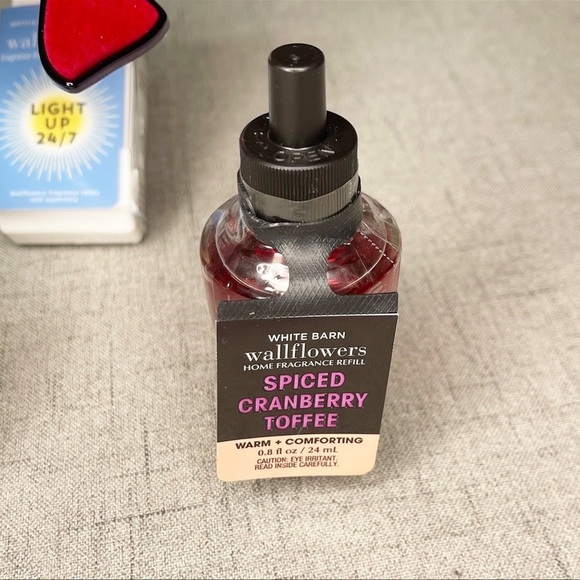 LIGHT
UP
24/7
OPEN
WHITE BARN
wallflowers
HOME FRAGRANCE REFILL
SPICED
CRANBERRY
TOFFEE
WARM + COMFORTING
0.8 fl oz / 24 mL
CAUTION: EYE IRRITANT.
READ INSIDE CAREFULLY.